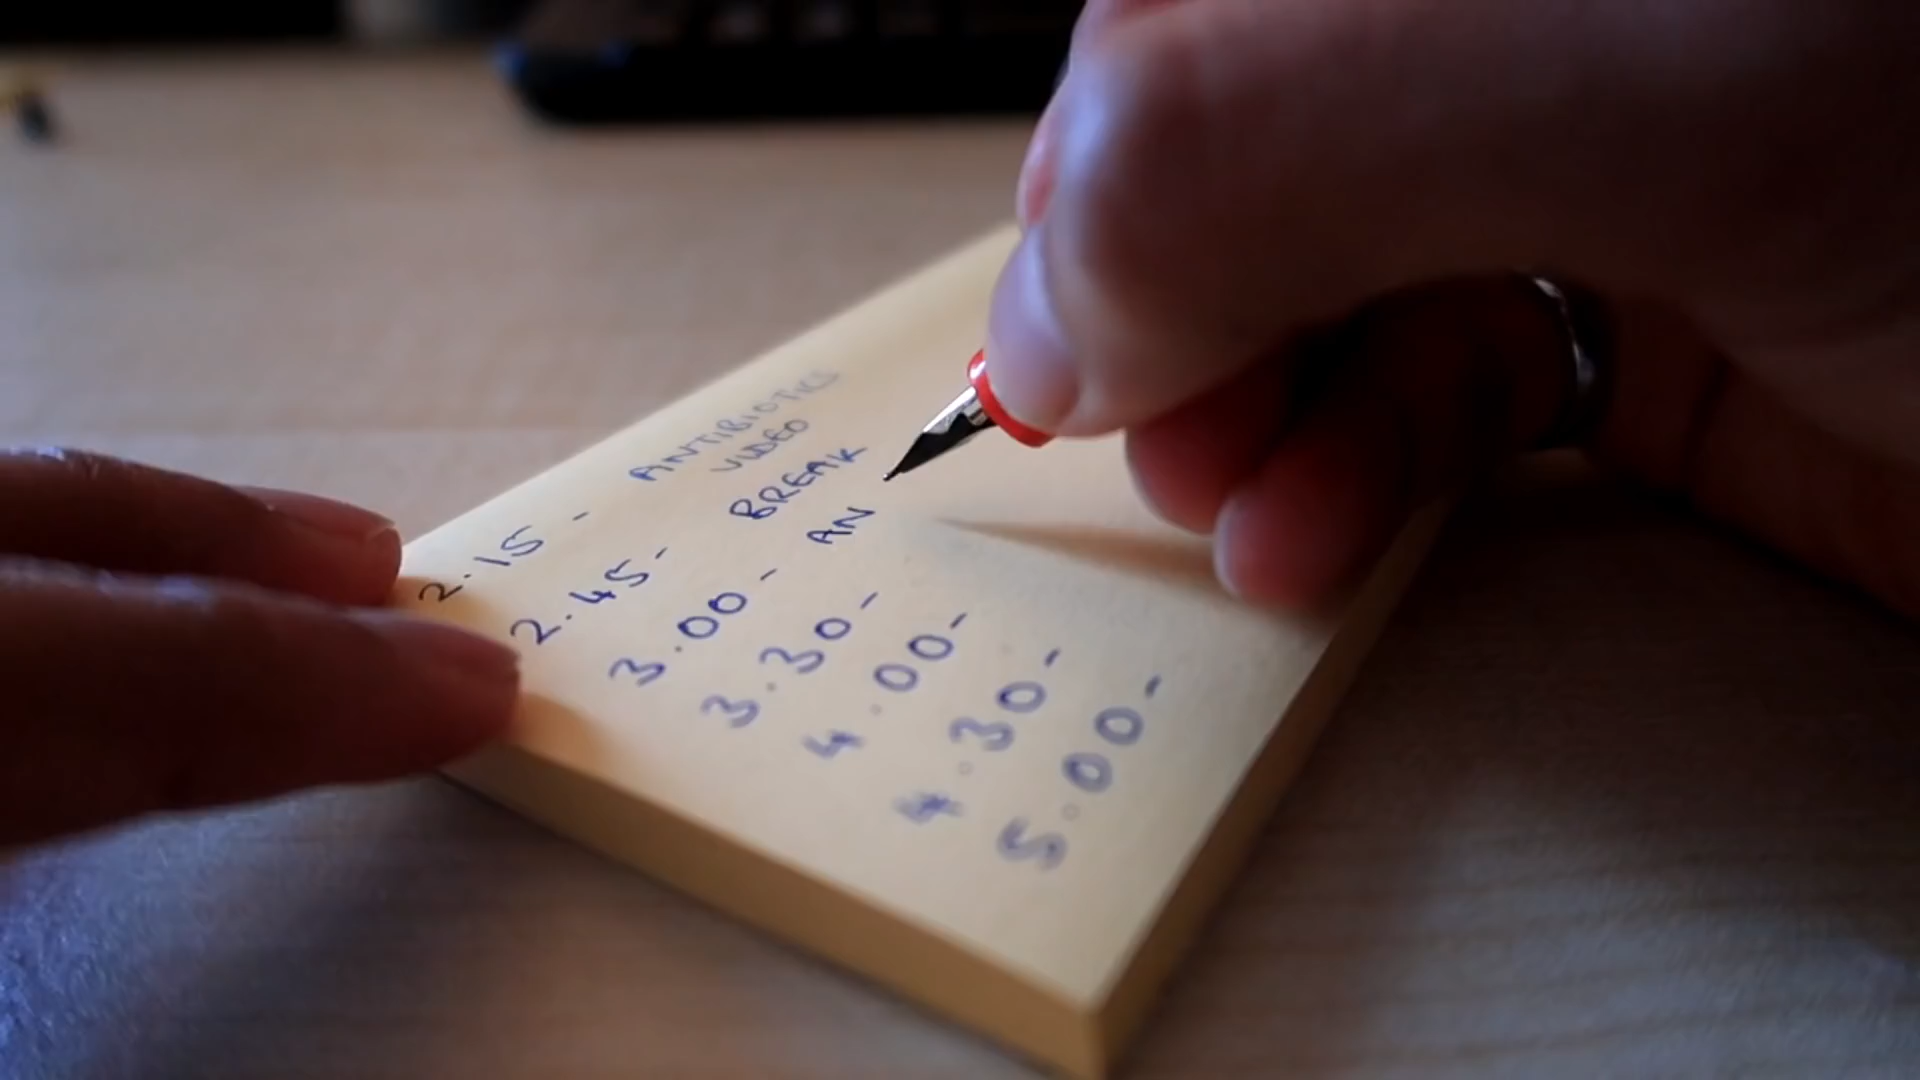 2.15 - ANTIBIOTICS
VIDEO
2.45 - BREAK
3.00 - AN
3.30 -
4.00 -
4.30 -
5.00 -